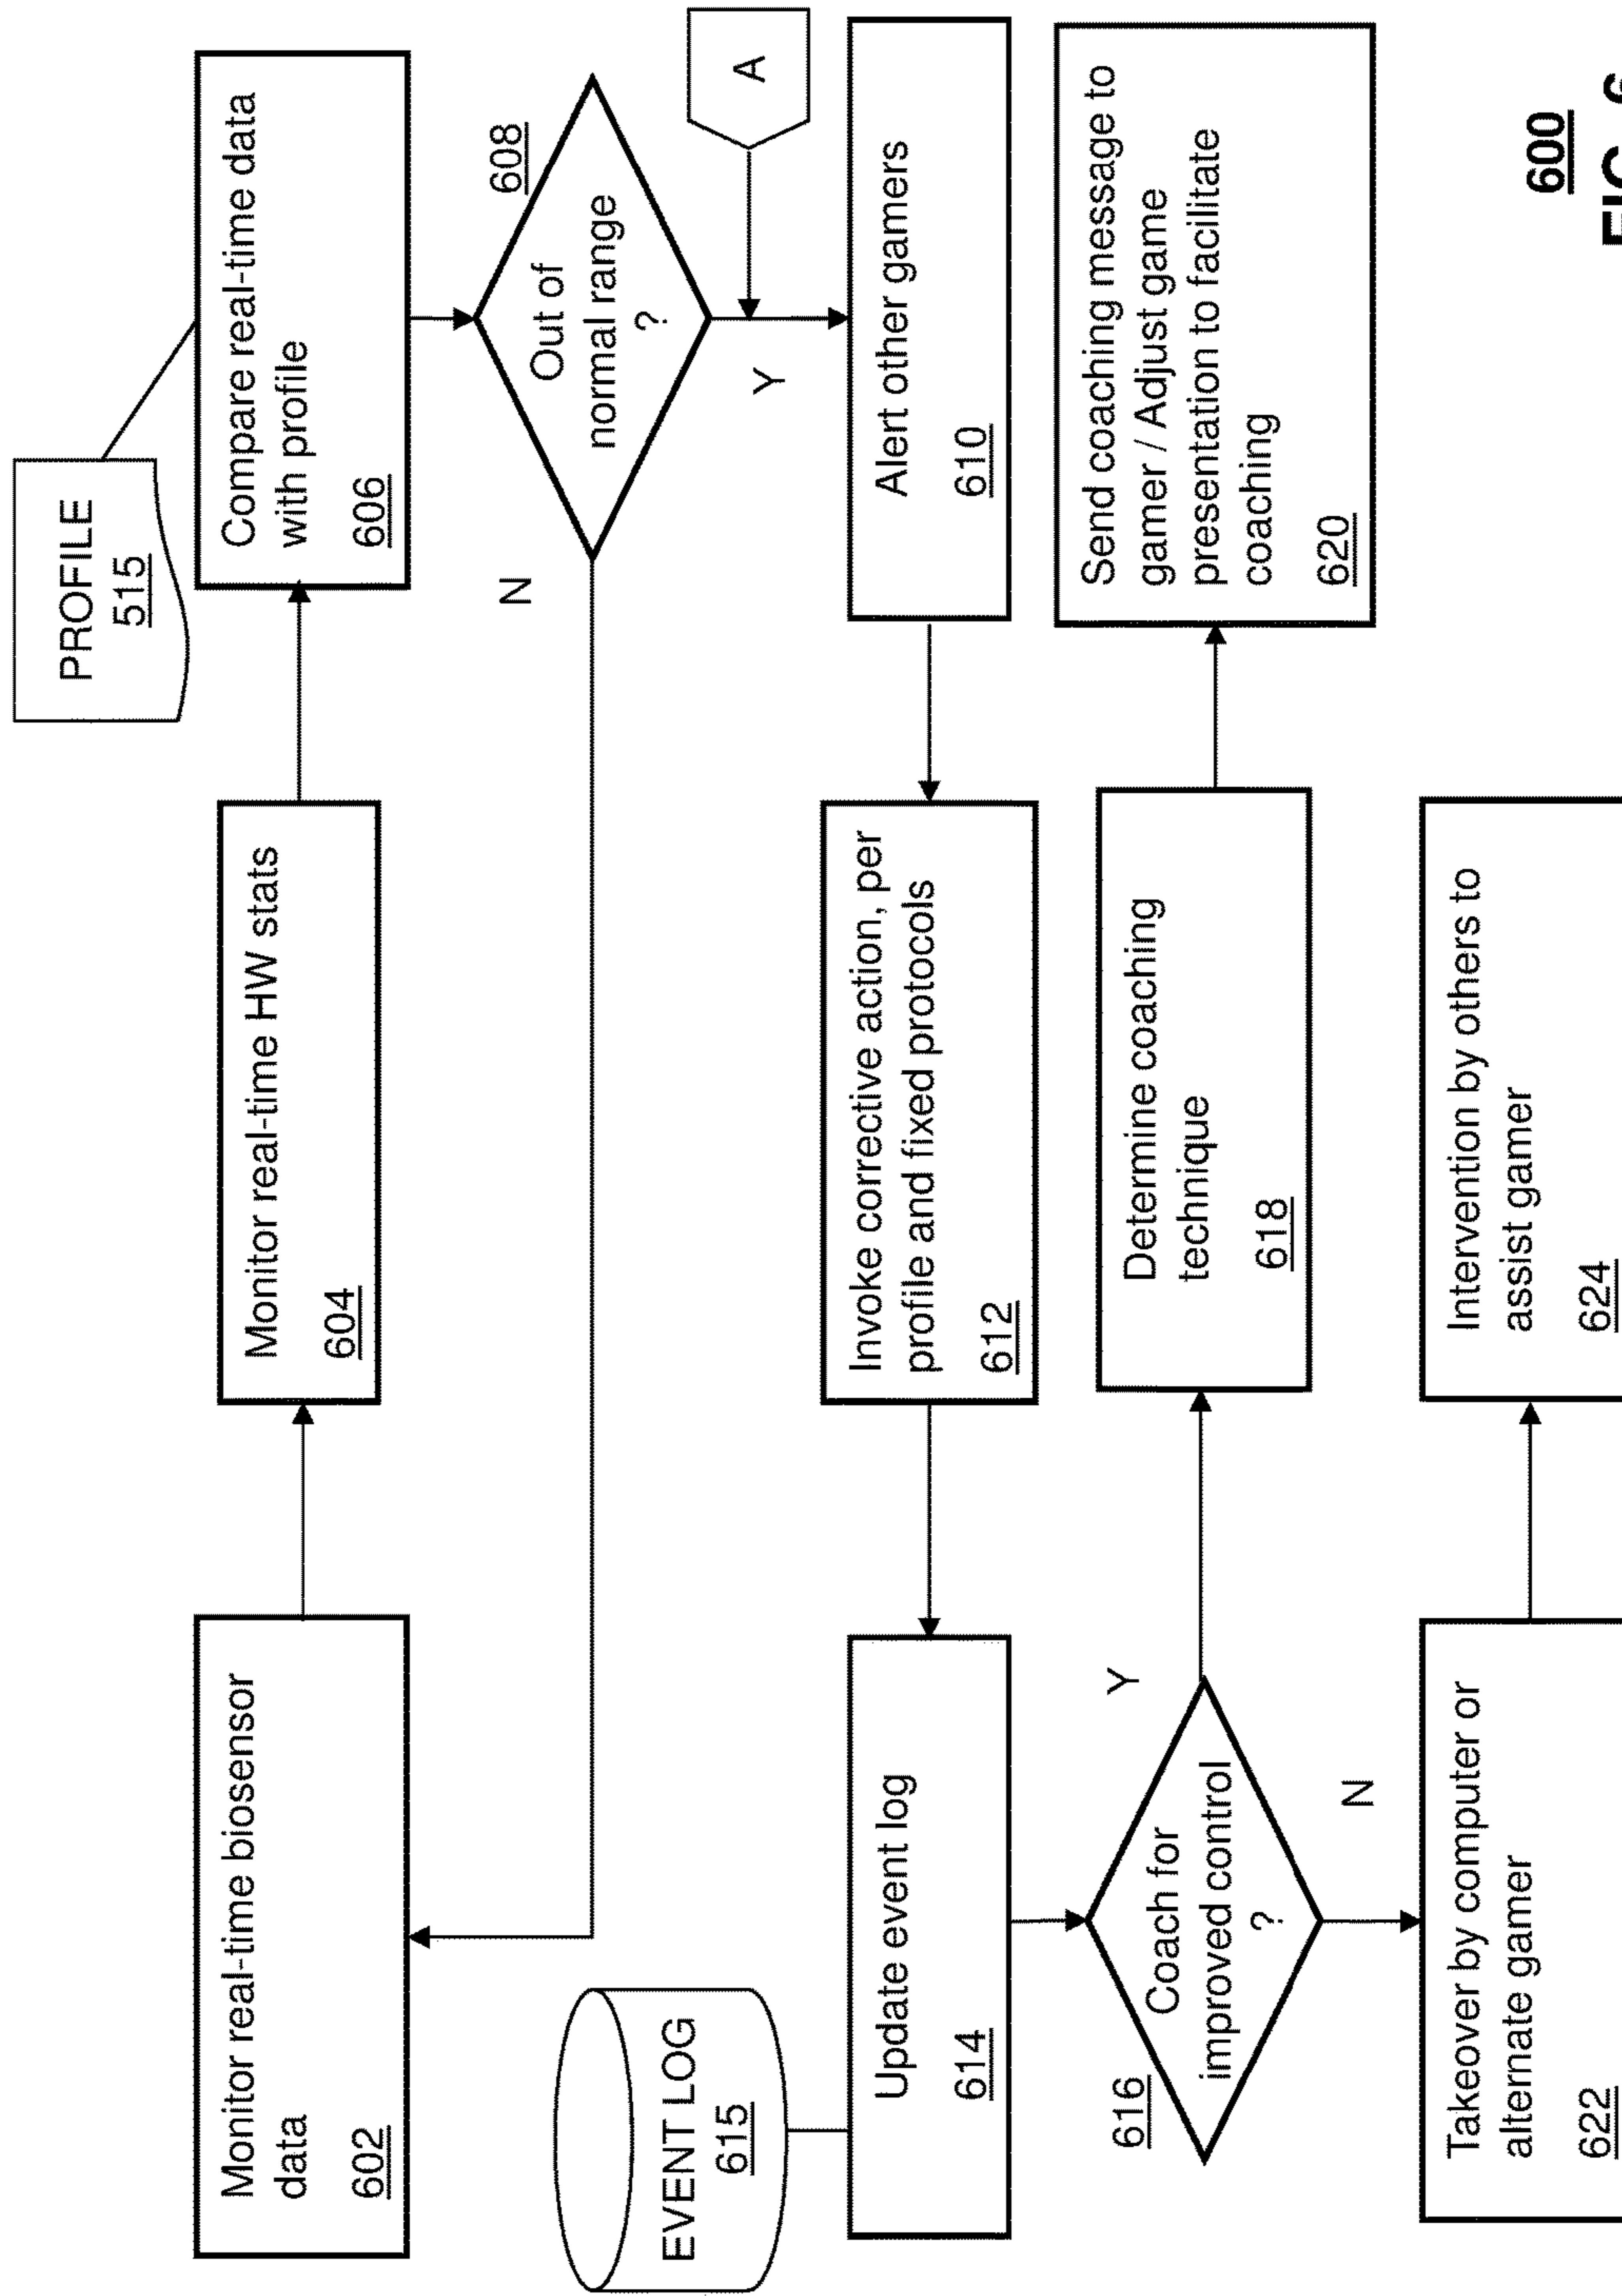 PROFILE
515
Monitor real-time biosensor
data
602
Monitor real-time HW stats
604
Compare real-time data
with profile
606
608
Out of
normal range
?
N
Y
A
EVENT LOG
615
Update event log
614
Invoke corrective action, per
profile and fixed protocols
612
Alert other gamers
610
616
Coach for
improved control
?
Y
N
Determine coaching
technique
618
Send coaching message to
gamer / Adjust game
presentation to facilitate
coaching
620
Takeover by computer or
alternate gamer
622
Intervention by others to
assist gamer
624
600
FIG. 6